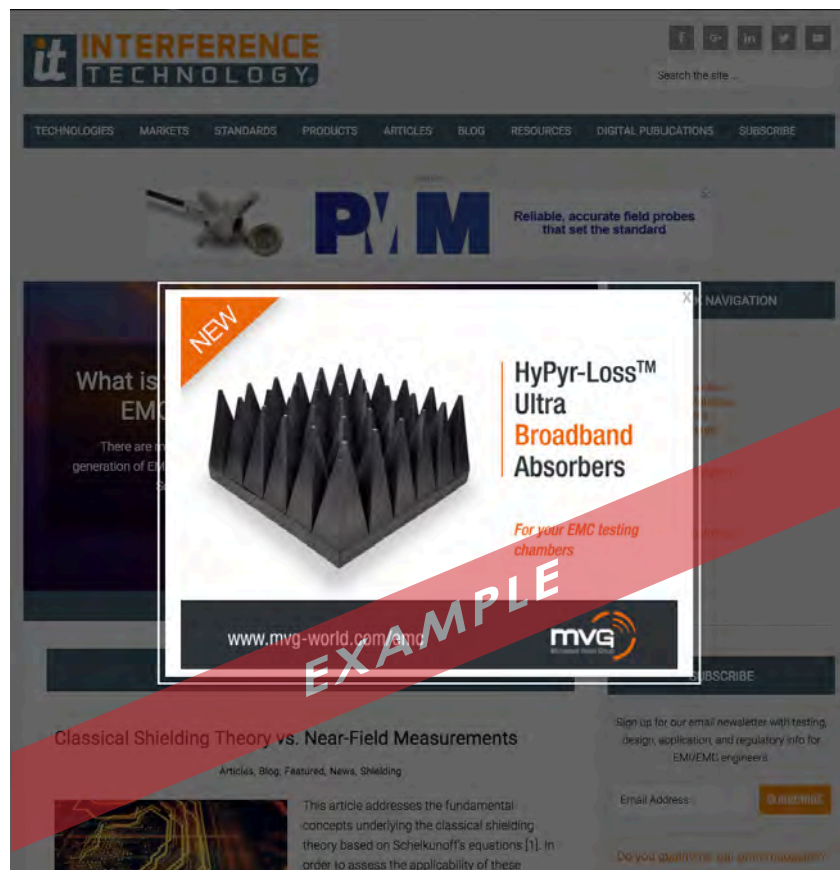 it INTERFERENCE
TECHNOLOGY
Search the site ...
TECHNOLOGIES MARKETS STANDARDS PRODUCTS ARTICLES BLOG RESOURCES DIGITAL PUBLICATIONS SUBSCRIBE
PMM
Reliable, accurate field probes
that set the standard
X
NAVIGATION
What is
EMC
There are
generation of
NEW
HyPyr-Loss™
Ultra
Broadband
Absorbers
For your EMC testing
chambers
www.mvg-world.com/emc
mvg
EXAMPLE
SUBSCRIBE
Sign up for our email newsletter with testing,
design, application, and regulatory info for
EMI/EMC engineers
Email Address
SUBSCRIBE
Classical Shielding Theory vs. Near-Field Measurements
Articles, Blog, Featured, News, Shielding
This article addresses the fundamental
concepts underlying the classical shielding
theory based on Schelkunoff's equations [1]. In
order to assess the applicability of these